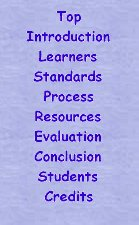 Top
Introduction
Learners
Standards
Process
Resources
Evaluation
Conclusion
Students
Credits